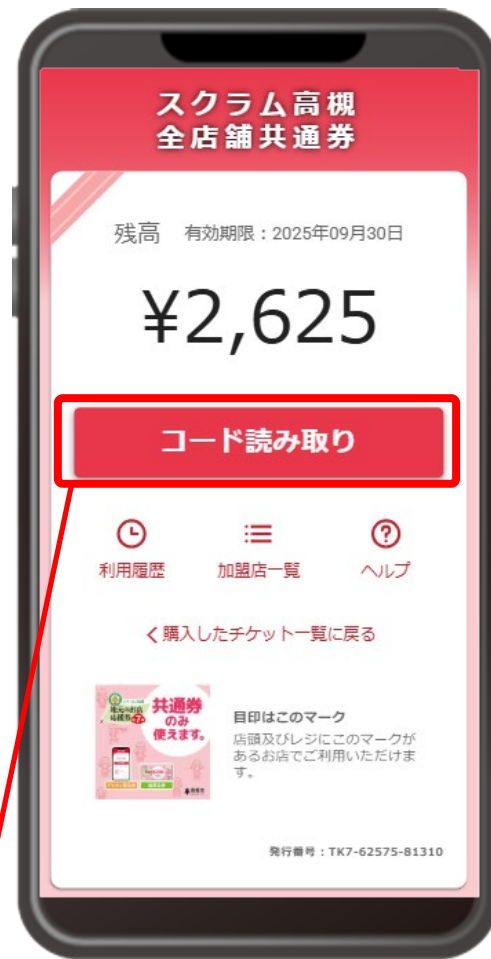 スクラム高槻
全店舗共通券
残高 有効期限：2025年09月30日
¥2,625
コード読み取り
利用履歴 加盟店一覧 ヘルプ
購入したチケット一覧に戻る
共通券
のみ
使えます。
目印はこのマーク
店頭及びレジにこのマークが
あるお店でご利用いただけま
す。
発行番号：TK7-62575-81310